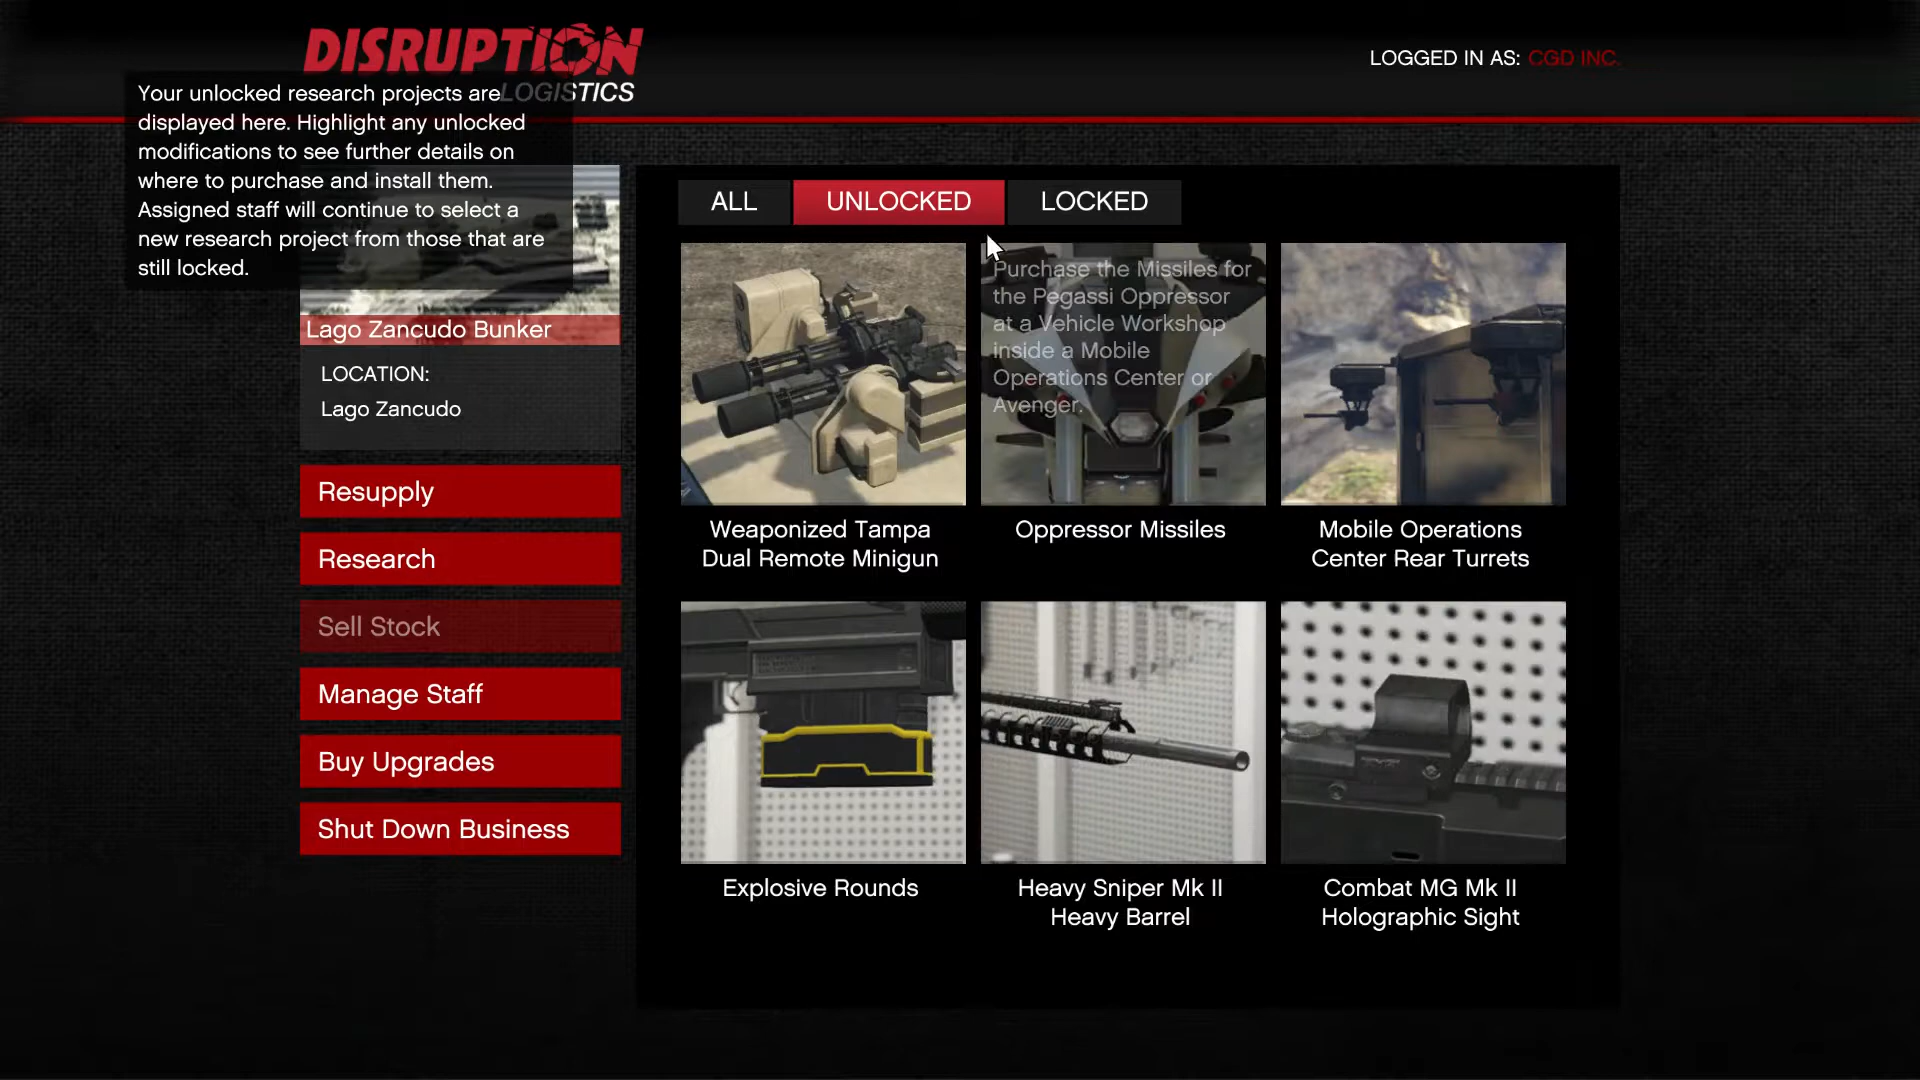 DISRUPTION
LOGISTICS
LOGGED IN AS: CGD INC.
Your unlocked research projects are
displayed here. Highlight any unlocked
modifications to see further details on
where to purchase and install them.
Assigned staff will continue to select a
new research project from those that are
still locked.
Lago Zancudo Bunker
LOCATION:
Lago Zancudo
Resupply
Research
Sell Stock
Manage Staff
Buy Upgrades
Shut Down Business
ALL
UNLOCKED
LOCKED
Purchase the Missiles for
the Pegassi Oppressor
at a Vehicle Workshop
inside a Mobile
Operations Center or
Avenger.
Weaponized Tampa
Dual Remote Minigun
Oppressor Missiles
Mobile Operations
Center Rear Turrets
Explosive Rounds
Heavy Sniper Mk II
Heavy Barrel
Combat MG Mk II
Holographic Sight